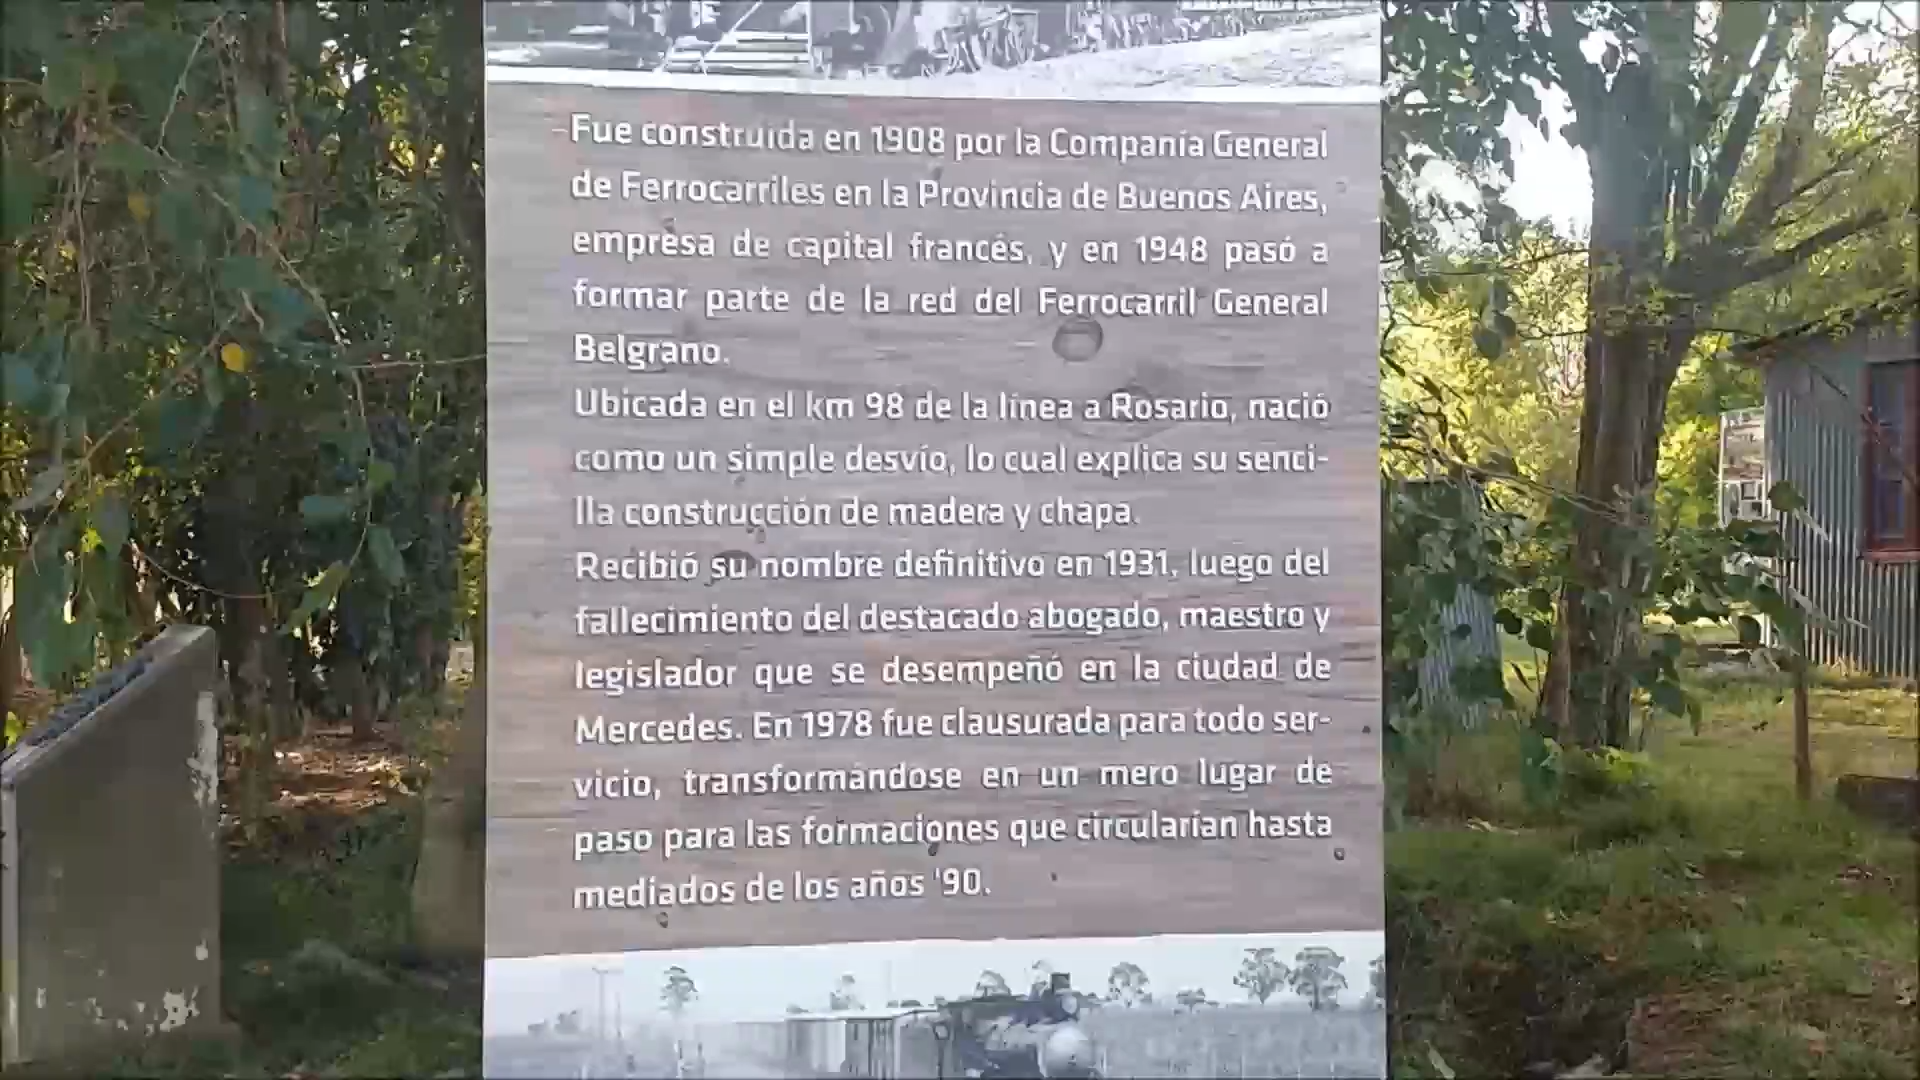 Fue construida en 1908 por la Compañía General
de Ferrocarriles en la Provincia de Buenos Aires,
empresa de capital francés, y en 1948 pasó a
formar parte de la red del Ferrocarril General
Belgrano.
Ubicada en el km 98 de la línea a Rosario, nació
como un simple desvío, lo cual explica su senci-
lla construcción de madera y chapa.
Recibió su nombre definitivo en 1931, luego del
fallecimiento del destacado abogado, maestro y
legislador que se desempeñó en la ciudad de
Mercedes. En 1978 fue clausurada para todo ser-
vicio, transformándose en un mero lugar de
paso para las formaciones que circularían hasta
mediados de los años '90.